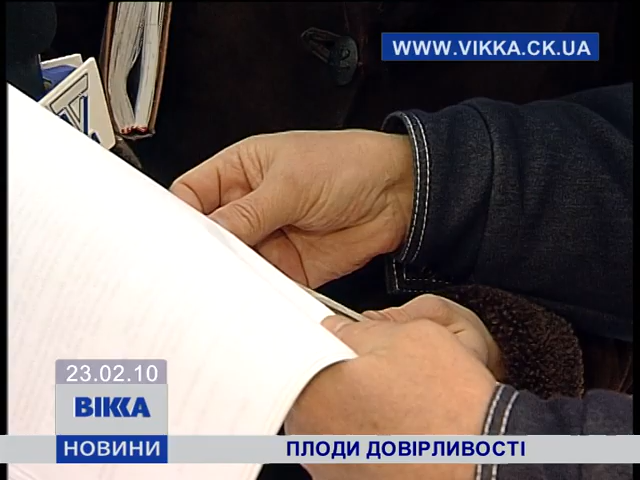 WWW.VIKKA.CK.UA
23.02.10
ВІККА
НОВИНИ
ПЛОДИ ДОВІРЛИВОСТІ